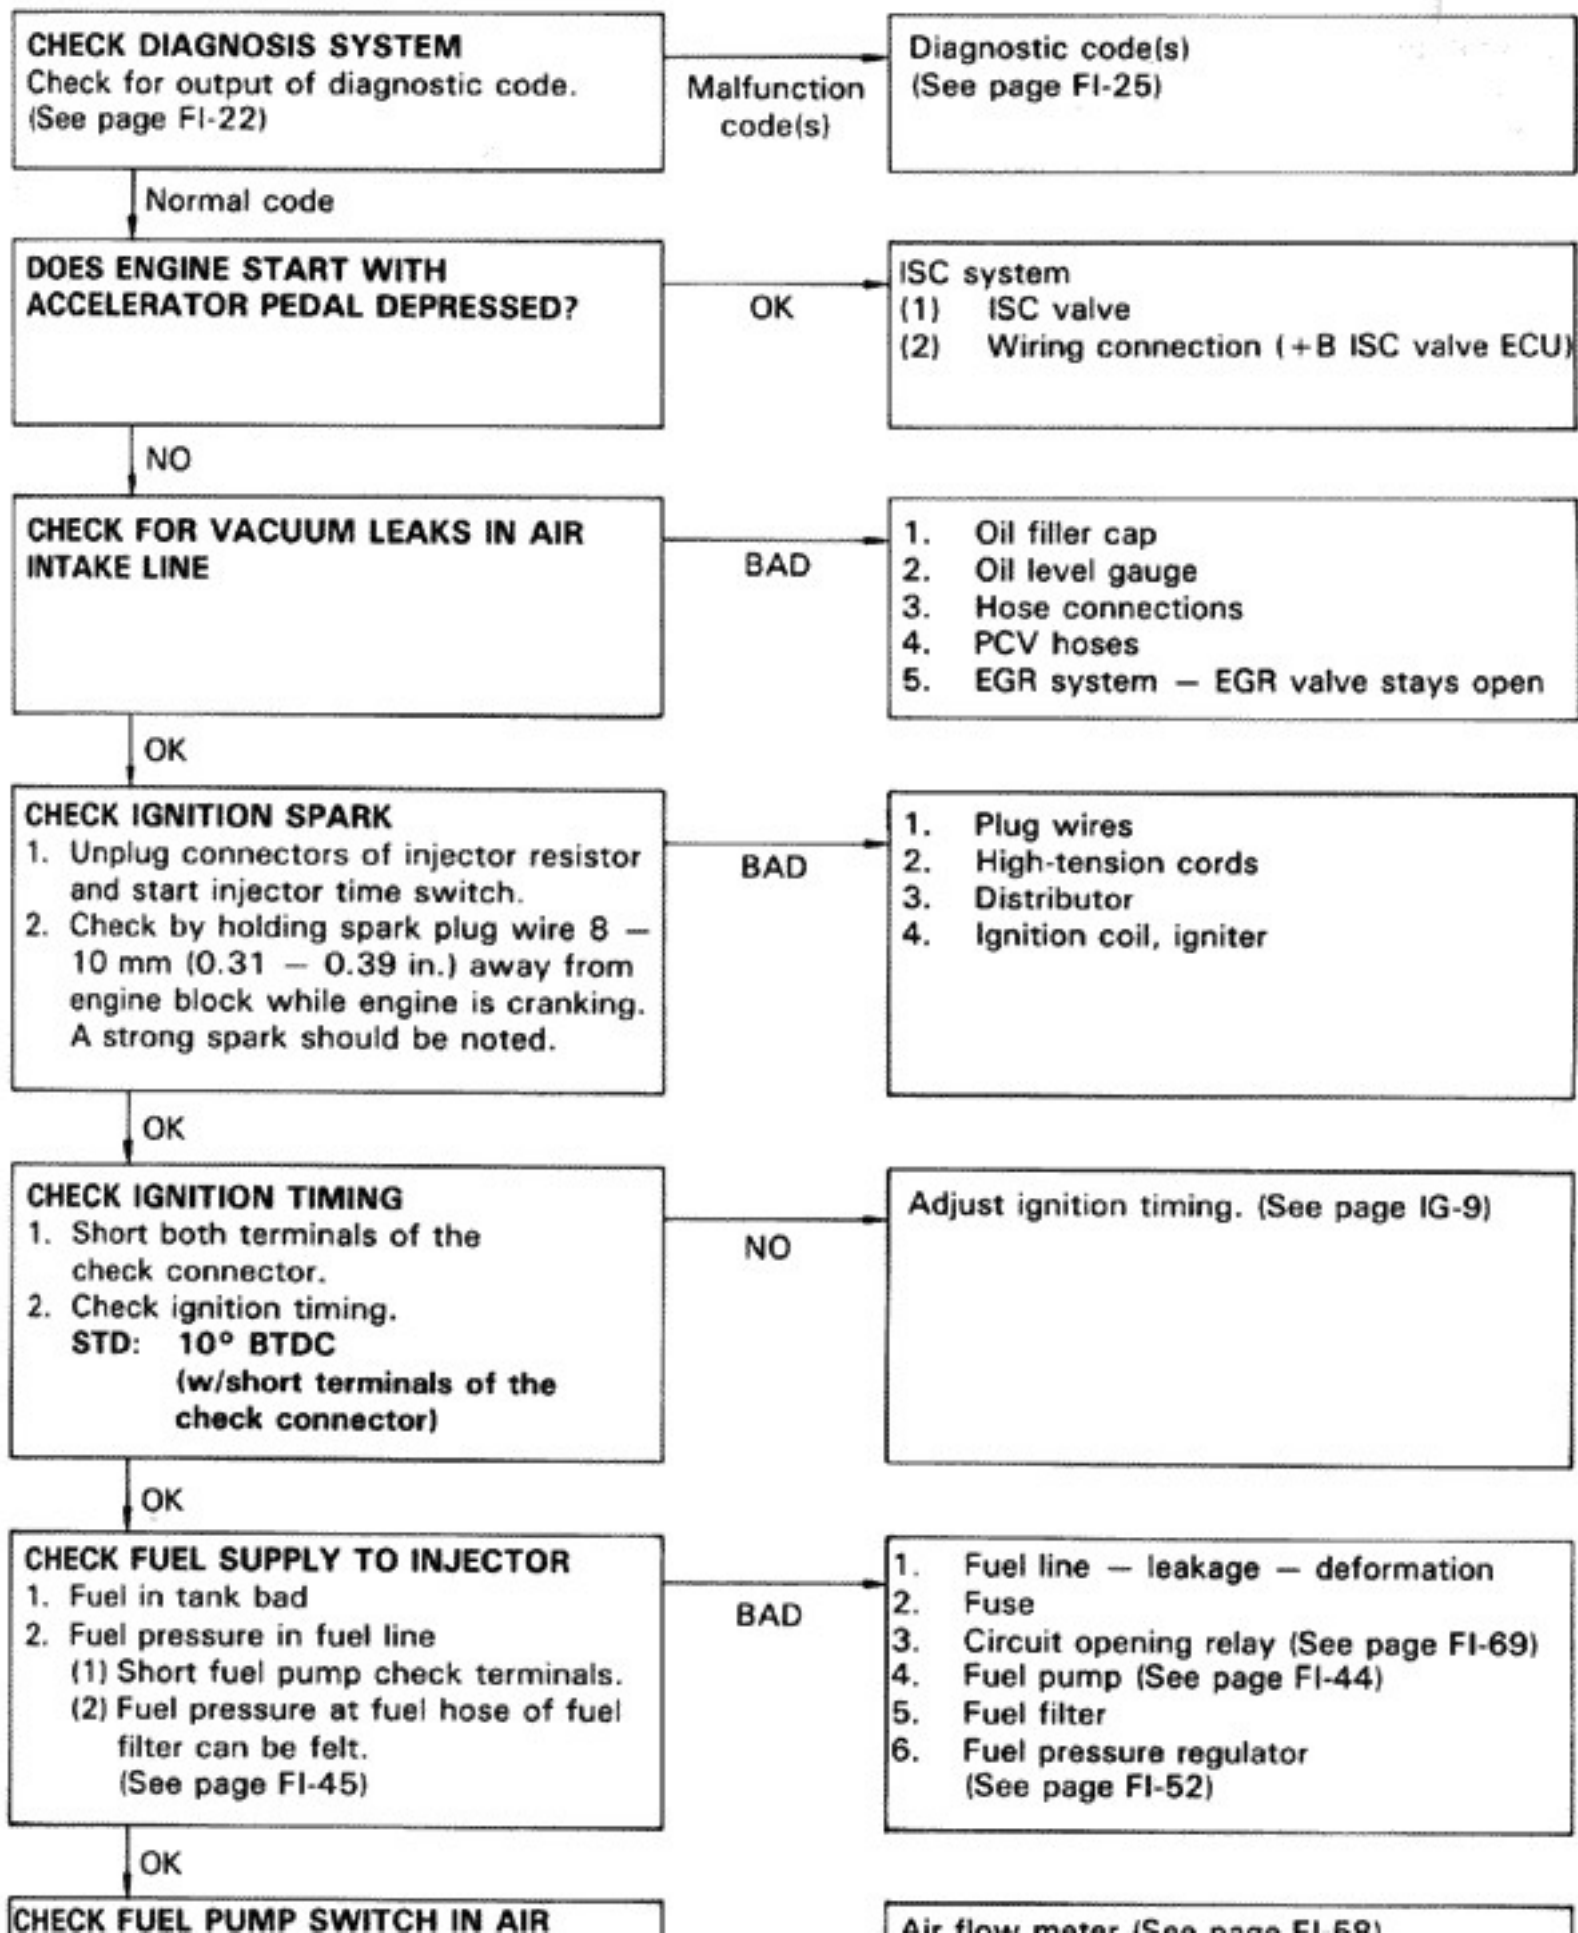 CHECK DIAGNOSIS SYSTEM
Check for output of diagnostic code.
(See page FI-22)
Malfunction
code(s)
Diagnostic code(s)
(See page FI-25)
Normal code
DOES ENGINE START WITH
ACCELERATOR PEDAL DEPRESSED?
OK
ISC system
(1) ISC valve
(2) Wiring connection (+B ISC valve ECU)
NO
CHECK FOR VACUUM LEAKS IN AIR
INTAKE LINE
BAD
1. Oil filler cap
2. Oil level gauge
3. Hose connections
4. PCV hoses
5. EGR system — EGR valve stays open
OK
CHECK IGNITION SPARK
1. Unplug connectors of injector resistor
and start injector time switch.
2. Check by holding spark plug wire 8 —
10 mm (0.31 — 0.39 in.) away from
engine block while engine is cranking.
A strong spark should be noted.
BAD
1. Plug wires
2. High-tension cords
3. Distributor
4. Ignition coil, igniter
OK
CHECK IGNITION TIMING
1. Short both terminals of the
check connector.
2. Check ignition timing.
STD: 10° BTDC
(w/short terminals of the
check connector)
NO
Adjust ignition timing. (See page IG-9)
OK
CHECK FUEL SUPPLY TO INJECTOR
1. Fuel in tank bad
2. Fuel pressure in fuel line
(1) Short fuel pump check terminals.
(2) Fuel pressure at fuel hose of fuel
filter can be felt.
(See page FI-45)
BAD
1. Fuel line — leakage — deformation
2. Fuse
3. Circuit opening relay (See page FI-69)
4. Fuel pump (See page FI-44)
5. Fuel filter
6. Fuel pressure regulator
(See page FI-52)
OK
CHECK FUEL PUMP SWITCH IN AIR
Air flow meter (See page FI-58)